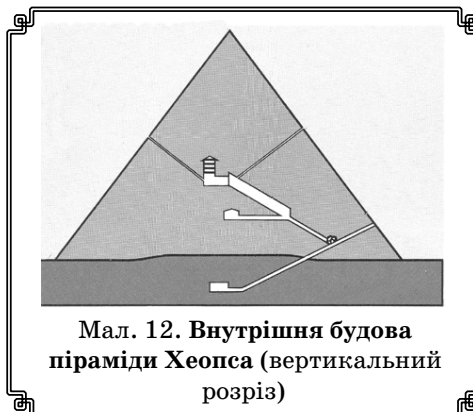 Мал. 12. Внутрішня будова
піраміди Хеопса (вертикальний
розріз)